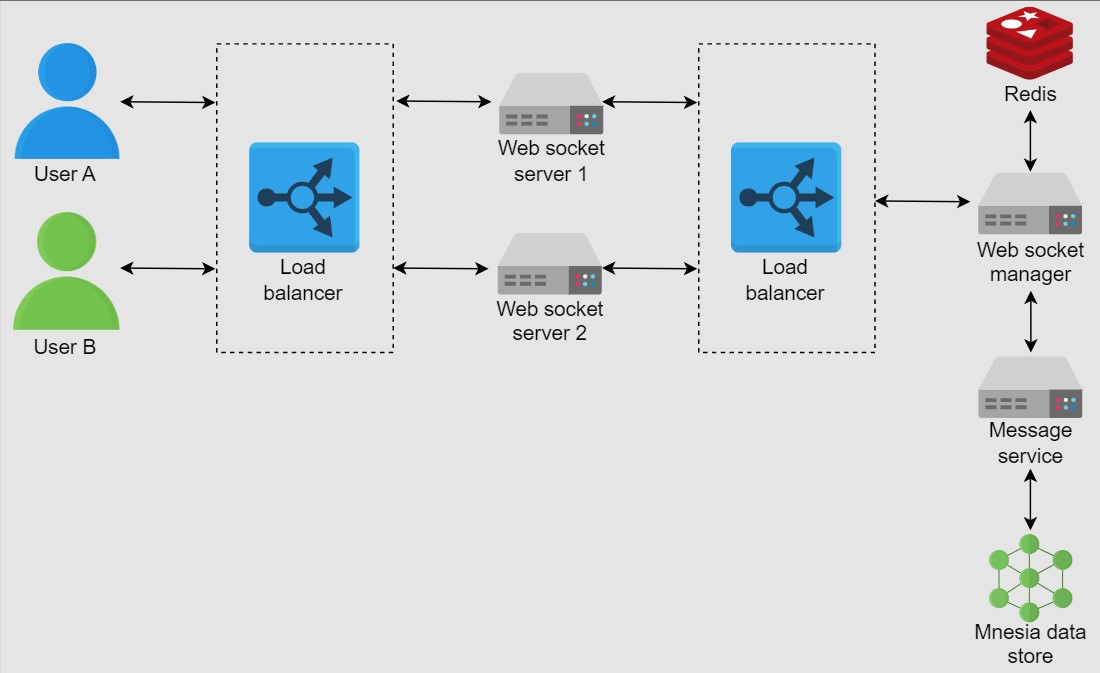 Redis
User A
Load
balancer
Web socket
server 1
Load
balancer
Web socket
manager
User B
Web socket
server 2
Message
service
Mnesia data
store